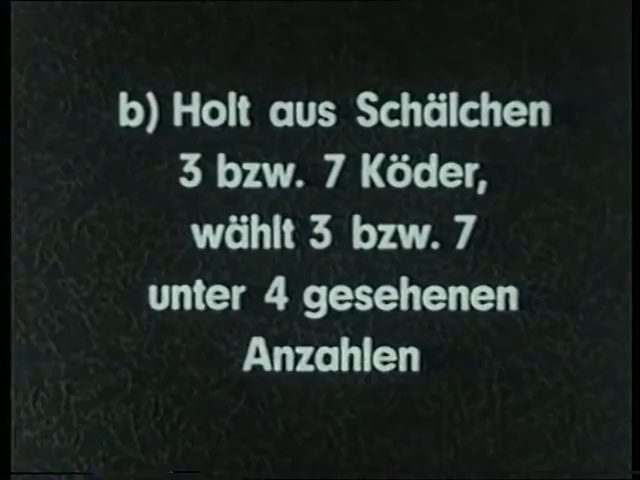 b) Holt aus Schälchen
3 bzw. 7 Köder,
wählt 3 bzw. 7
unter 4 gesehenen
Anzahlen